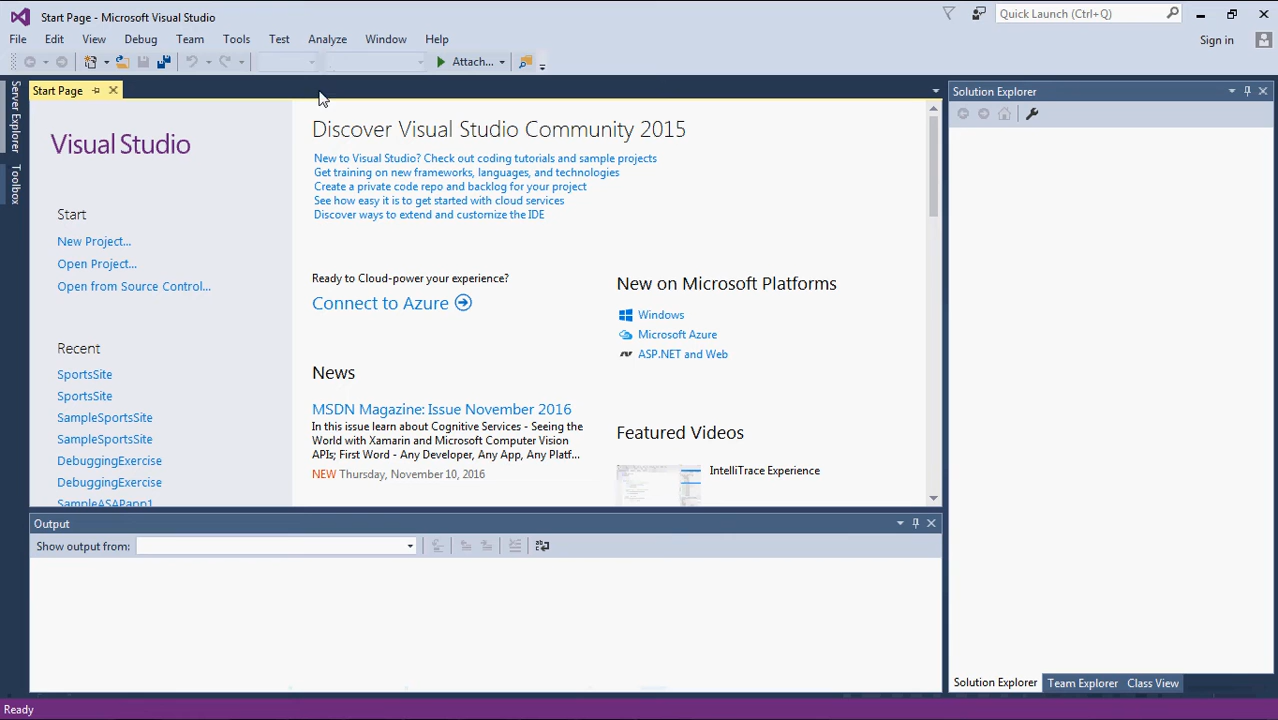 Start Page - Microsoft Visual Studio
Quick Launch (Ctrl+Q)
File Edit View Debug Team Tools Test Analyze Window Help
Sign in
Attach...
Server Explorer
Toolbox
Start Page
Visual Studio
Start
New Project...
Open Project...
Open from Source Control...
Recent
SportsSite
SportsSite
SampleSportsSite
SampleSportsSite
DebuggingExercise
DebuggingExercise
SampleASAPapp1
Discover Visual Studio Community 2015
New to Visual Studio? Check out coding tutorials and sample projects
Get training on new frameworks, languages, and technologies
Create a private code repo and backlog for your project
See how easy it is to get started with cloud services
Discover ways to extend and customize the IDE
Ready to Cloud-power your experience?
Connect to Azure
News
MSDN Magazine: Issue November 2016
In this issue learn about Cognitive Services - Seeing the
World with Xamarin and Microsoft Computer Vision
APIs; First Word - Any Developer, Any App, Any Platf...
NEW Thursday, November 10, 2016
New on Microsoft Platforms
Windows
Microsoft Azure
ASP.NET and Web
Featured Videos
IntelliTrace Experience
Output
Show output from:
Solution Explorer
Solution Explorer Team Explorer Class View
Ready